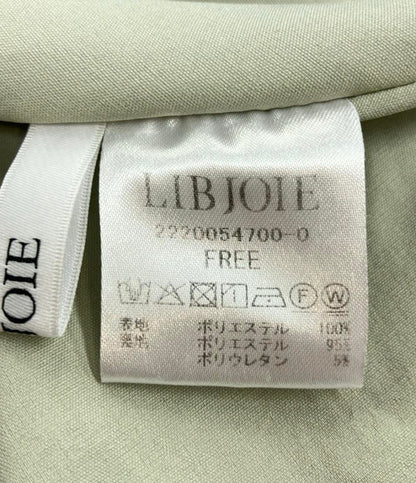 LIBJOIE
2220054700-0
FREE
F W
表地 ポリエステル 100%
裏地 ポリエステル 95%
ポリウレタン 5%
JOIE